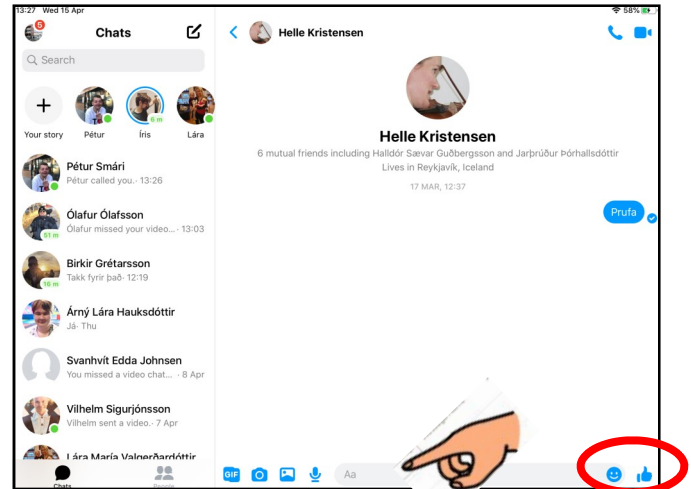 13:27 Wed 15 Apr
58%
5
Chats
Search
Your story
Pétur
6 m
Íris
Lára
Pétur Smári
Pétur called you.· 13:26
Ólafur Ólafsson
Ólafur missed your video... · 13:03
51 m
Birkir Grétarsson
Takk fyrir það· 12:19
16 m
Árný Lára Hauksdóttir
Já· Thu
Svanhvít Edda Johnsen
You missed a video chat... · 8 Apr
Vilhelm Sigurjónsson
Vilhelm sent a video.· 7 Apr
Lára María Valgerðardóttir
Chats
People
Helle Kristensen
Helle Kristensen
6 mutual friends including Halldór Sævar Guðbergsson and Jarþrúður Þórhallsdóttir
Lives in Reykjavík, Iceland
17 MAR, 12:37
Prufa
GIF
Aa